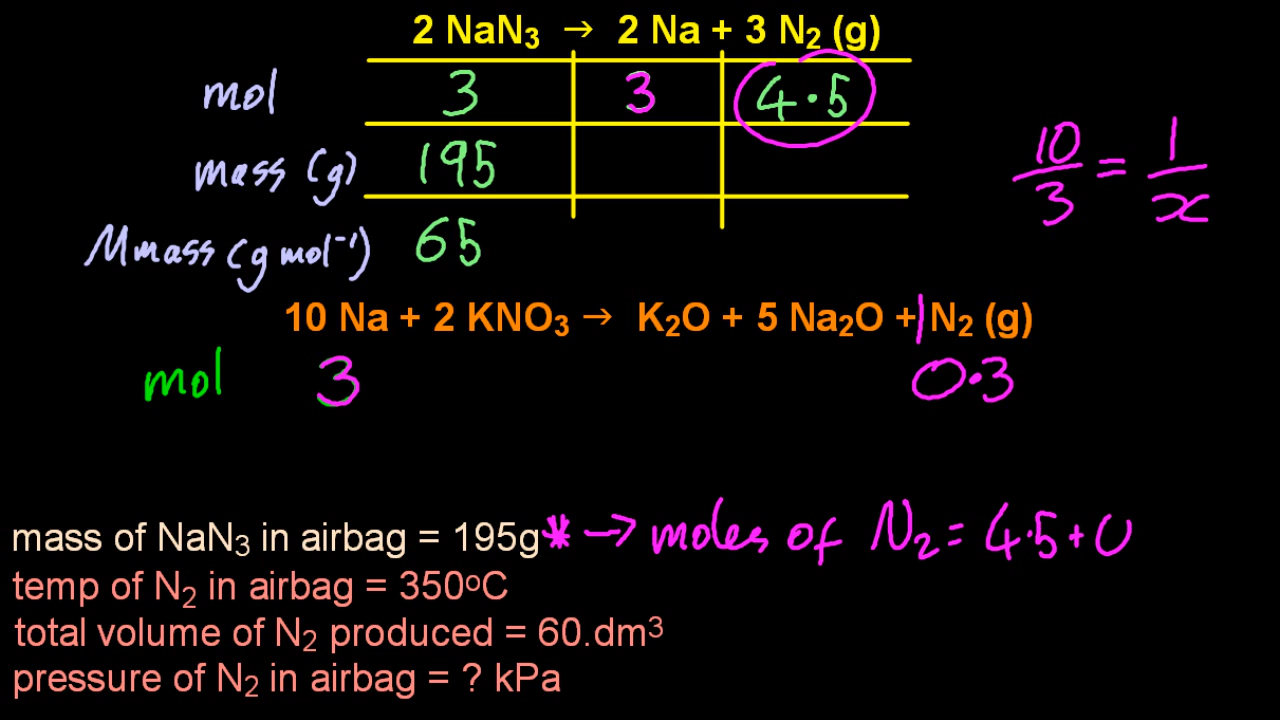 2 NaN₃ → 2 Na + 3 N₂ (g)
mol 3 3 4·5
mass (g) 195
Mmass (g mol⁻¹) 65
10/3 = 1/x
10 Na + 2 KNO₃ → K₂O + 5 Na₂O + 1 N₂ (g)
mol 3 0·3
mass of NaN₃ in airbag = 195g * → moles of N₂ = 4·5 + 0
temp of N₂ in airbag = 350ºC
total volume of N₂ produced = 60.dm³
pressure of N₂ in airbag = ? kPa